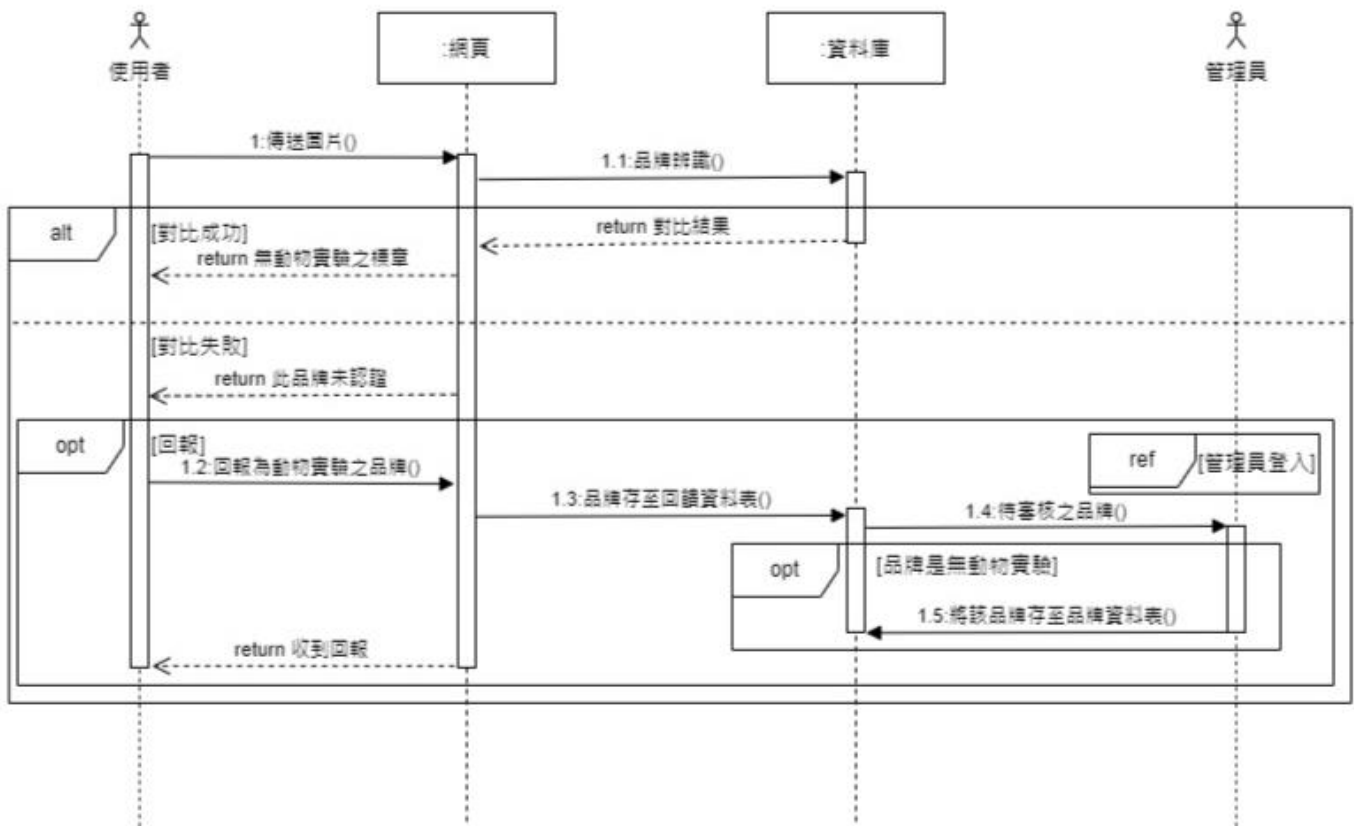 使用者
:網頁
:資料庫
管理員
1:傳送圖片()
1.1:品牌辨識()
alt
[對比成功]
return 對比結果
return 無動物實驗之標章
[對比失敗]
return 此品牌未認證
opt
[回報]
1.2:回報為動物實驗之品牌()
ref
[管理員登入]
1.3:品牌存至回饋資料表()
1.4:待審核之品牌()
opt
[品牌是無動物實驗]
1.5:將該品牌存至品牌資料表()
return 收到回報